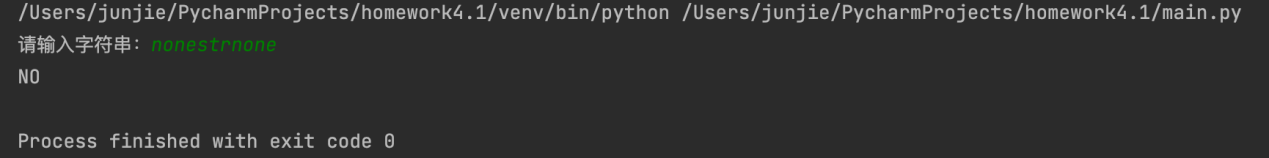 /Users/junjie/PycharmProjects/homework4.1/venv/bin/python /Users/junjie/PycharmProjects/homework4.1/main.py
请输入字符串：nonestrnone
NO
Process finished with exit code 0